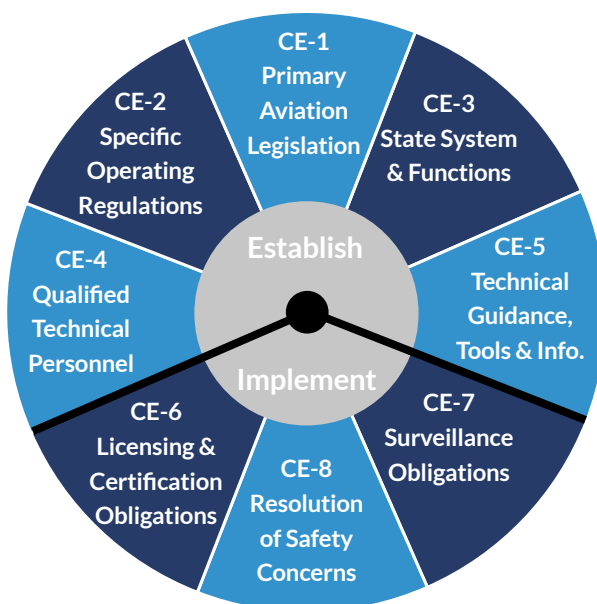 CE-1
Primary
Aviation
Legislation
CE-2
Specific
Operating
Regulations
CE-3
State System
& Functions
CE-4
Qualified
Technical
Personnel
CE-5
Technical
Guidance,
Tools & Info.
Establish
Implement
CE-6
Licensing &
Certification
Obligations
CE-7
Surveillance
Obligations
CE-8
Resolution
of Safety
Concerns